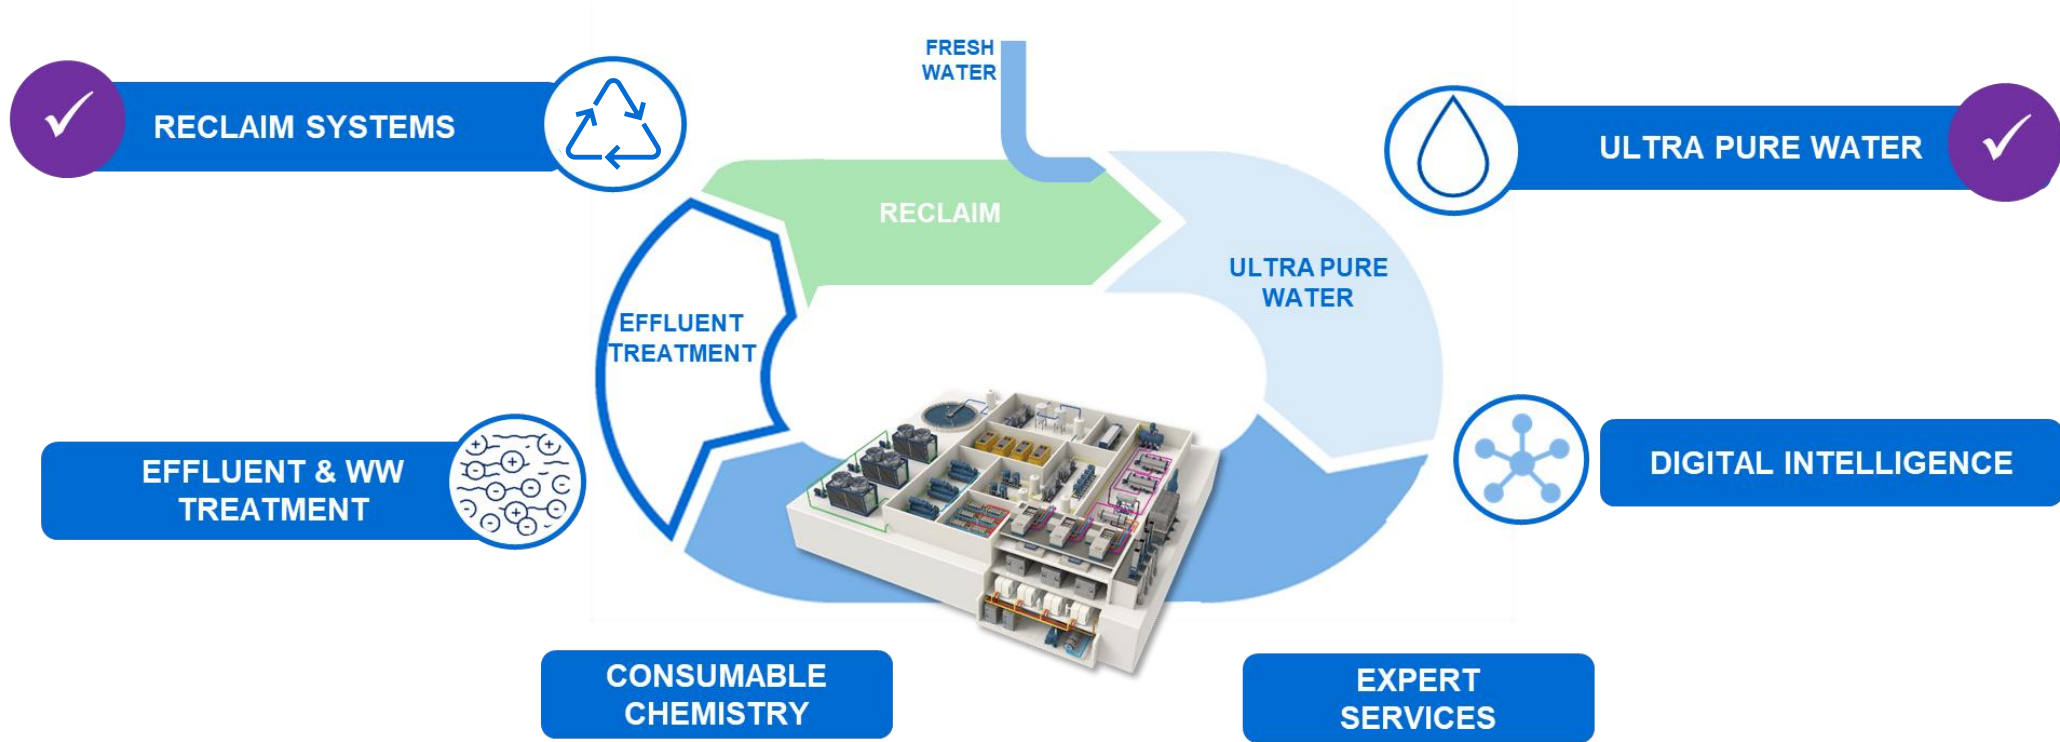 FRESH
WATER
RECLAIM SYSTEMS
ULTRA PURE WATER
RECLAIM
ULTRA PURE
WATER
EFFLUENT
TREATMENT
EFFLUENT & WW
TREATMENT
DIGITAL INTELLIGENCE
CONSUMABLE
CHEMISTRY
EXPERT
SERVICES